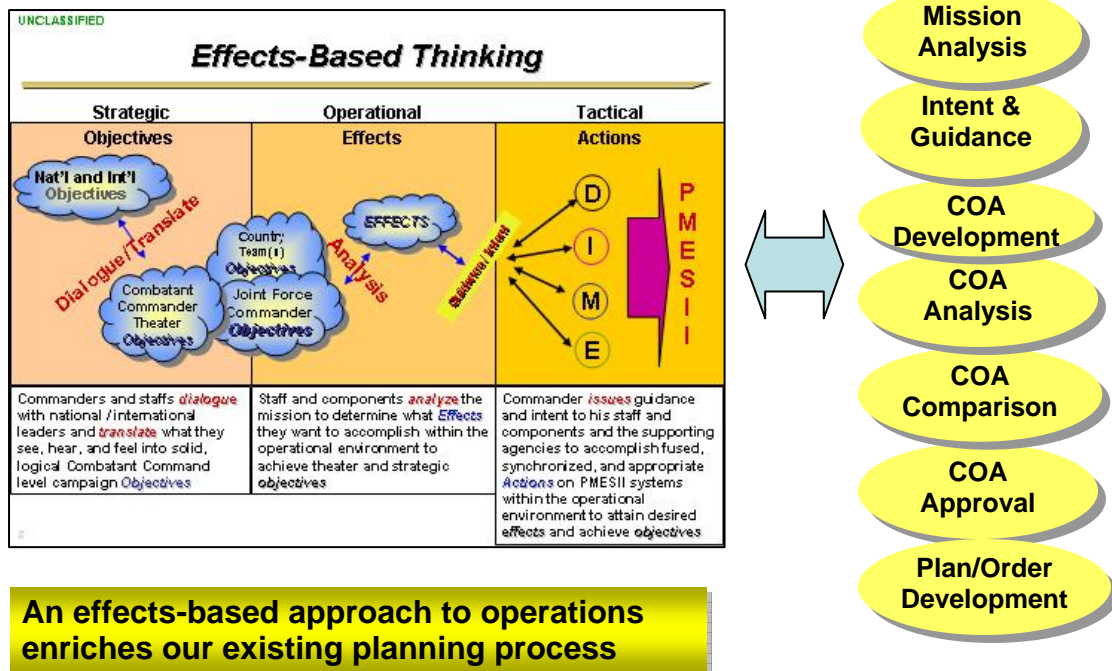 UNCLASSIFIED
Effects-Based Thinking
Strategic
Operational
Tactical
Objectives
Effects
Actions
Nat'l and Int'l
Objectives
Dialogue/Translate
Combatant
Commander
Theater
Objectives
Country
Team(s)
Objectives
Joint Force
Commander
Objectives
Analysis
EFFECTS
Guidance / Intent
D
I
M
E
P
M
E
S
I
I
Commanders and staffs dialogue
with national / international
leaders and translate what they
see, hear, and feel into solid,
logical Combatant Command
level campaign Objectives
Staff and components analyze the
mission to determine what Effects
they want to accomplish within the
operational environment to
achieve theater and strategic
objectives
Commander issues guidance
and intent to his staff and
components and the supporting
agencies to accomplish fused,
synchronized, and appropriate
Actions on PMESII systems
within the operational
environment to attain desired
effects and achieve objectives
Mission
Analysis
Intent &
Guidance
COA
Development
COA
Analysis
COA
Comparison
COA
Approval
Plan/Order
Development
An effects-based approach to operations
enriches our existing planning process